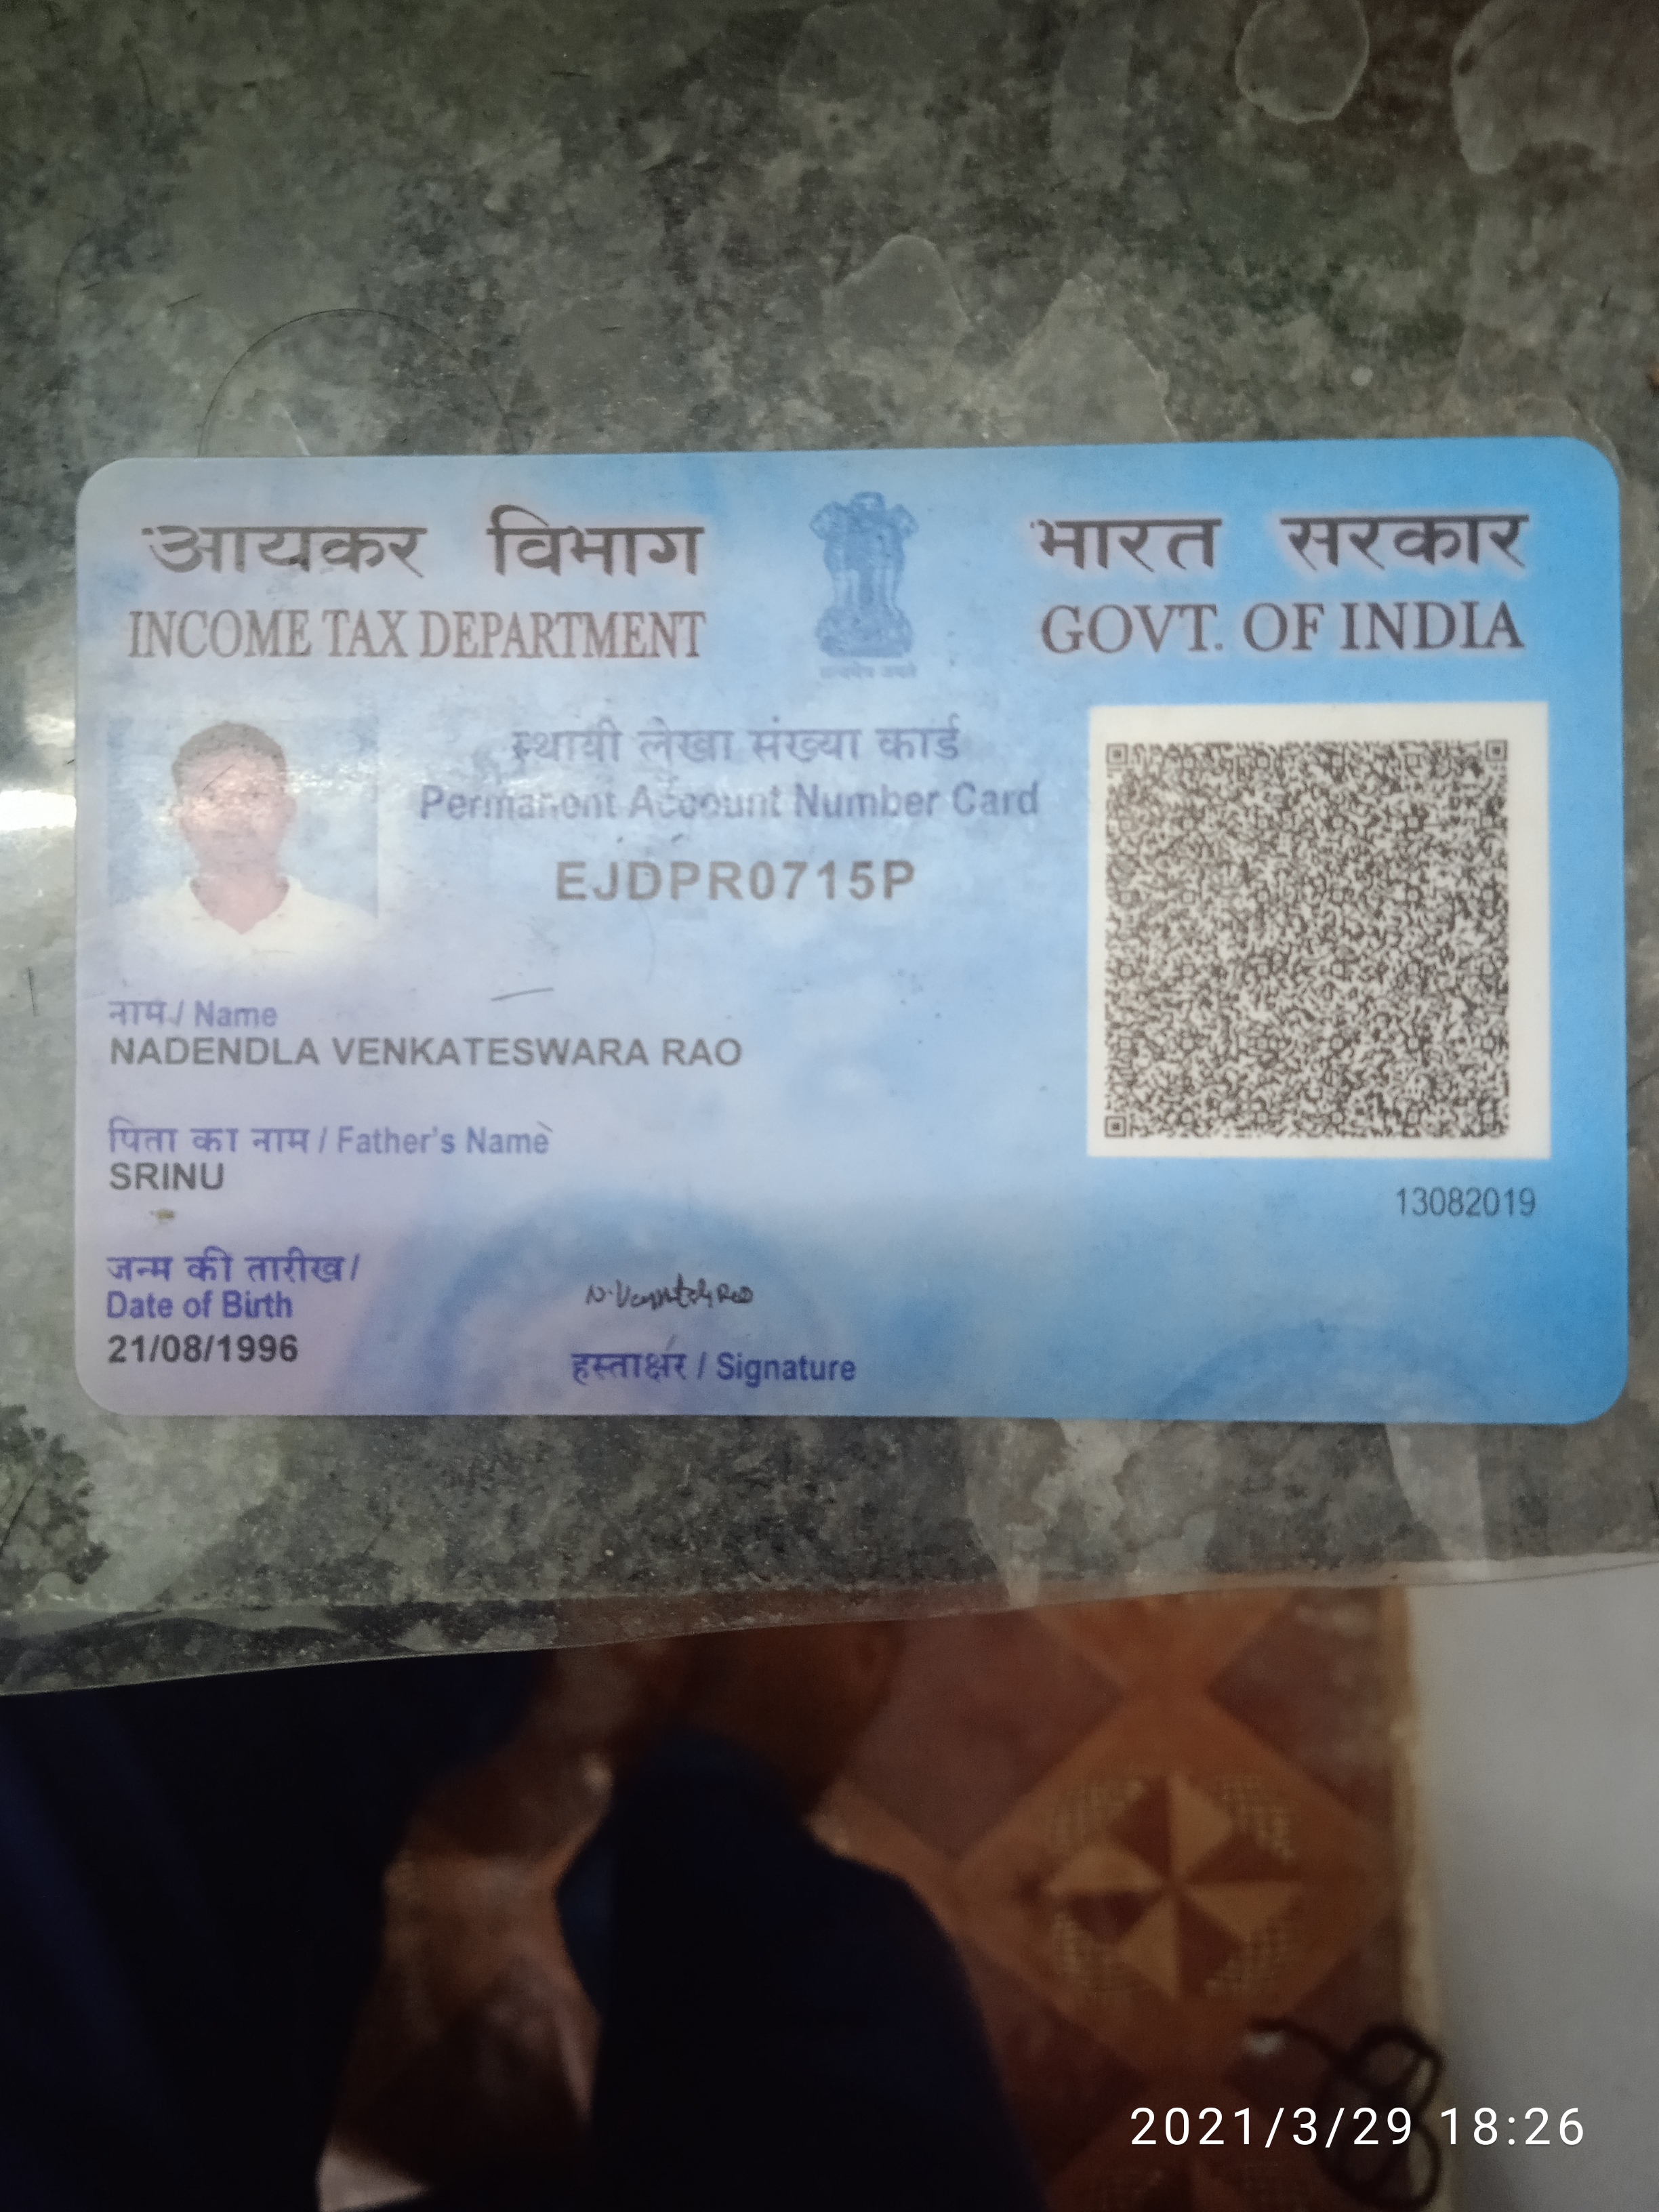 आयकर विभाग
INCOME TAX DEPARTMENT
भारत सरकार
GOVT. OF INDIA
स्थायी लेखा संख्या कार्ड
Permanent Account Number Card
EJDPR0715P
नाम / Name
NADENDLA VENKATESWARA RAO
पिता का नाम / Father's Name
SRINU
13082019
जन्म की तारीख /
Date of Birth
21/08/1996
हस्ताक्षर / Signature
2021/3/29 18:26